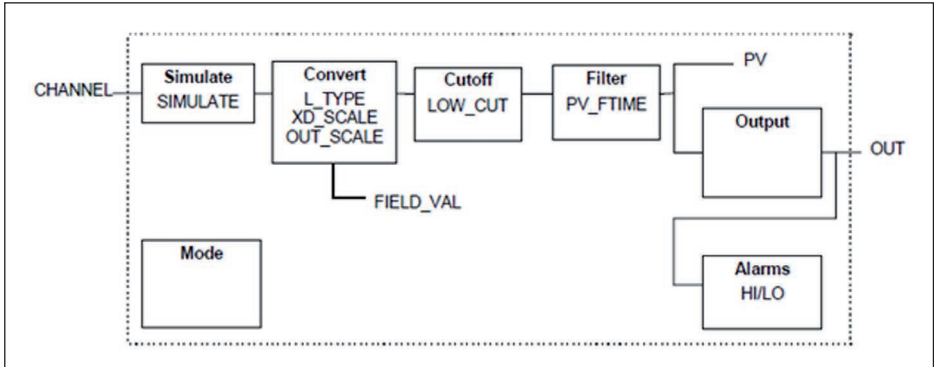 CHANNEL
Simulate
SIMULATE
Convert
L_TYPE
XD_SCALE
OUT_SCALE
FIELD_VAL
Cutoff
LOW_CUT
Filter
PV_FTIME
PV
Output
OUT
Mode
Alarms
HI/LO